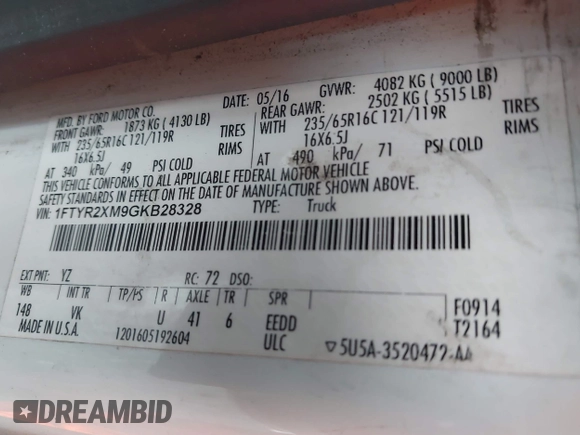 MFD. BY FORD MOTOR CO.
DATE: 05/16 GVWR: 4082 KG ( 9000 LB)
FRONT GAWR: 1873 KG ( 4130 LB)
REAR GAWR: 2502 KG ( 5515 LB)
WITH 235/65R16C 121/119R TIRES
WITH 235/65R16C 121/119R TIRES
16X6.5J RIMS
16X6.5J RIMS
AT 340 kPa/ 49 PSI COLD
AT 490 kPa/ 71 PSI COLD
THIS VEHICLE CONFORMS TO ALL APPLICABLE FEDERAL MOTOR VEHICLE
SAFETY STANDARDS IN EFFECT ON THE DATE OF MANUFACTURE SHOWN ABOVE.
VIN: 1FTYR2XM9GKB28328 TYPE: Truck
EXT PNT: YZ RC: 72 DSO:
WB INT TR TP/PS R AXLE TR SPR
148 VK U 41 6 EEDD
F0914
T2164
MADE IN U.S.A. 1201605192604 ULC
5U5A-3520472-AA
DREAMBID